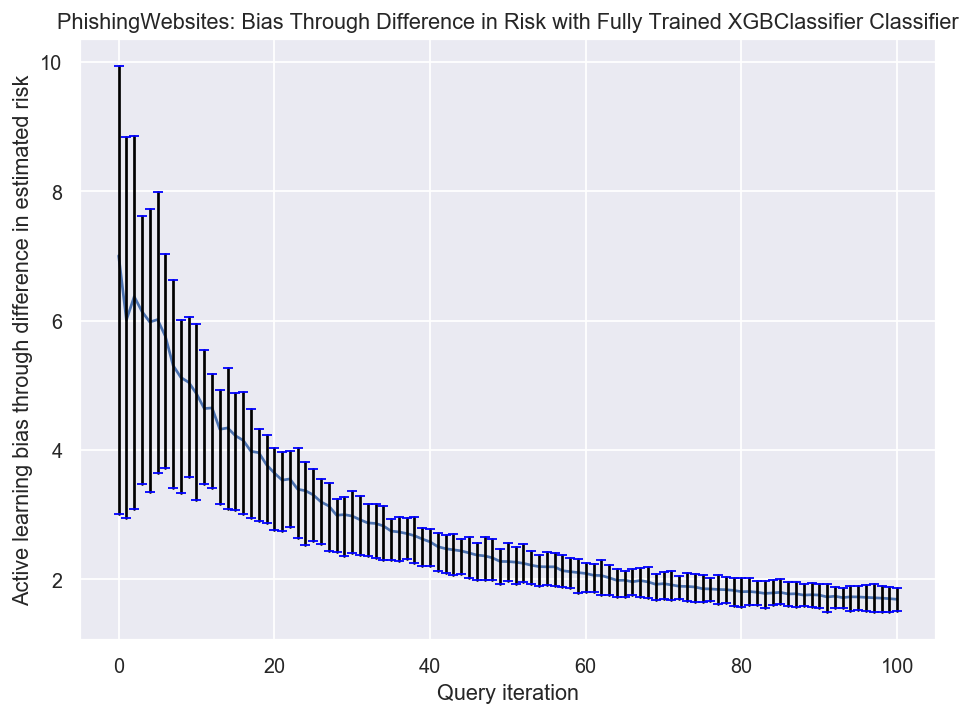 PhishingWebsites: Bias Through Difference in Risk with Fully Trained XGBClassifier Classifier
Active learning bias through difference in estimated risk
10
8
6
4
2
0 20 40 60 80 100
Query iteration